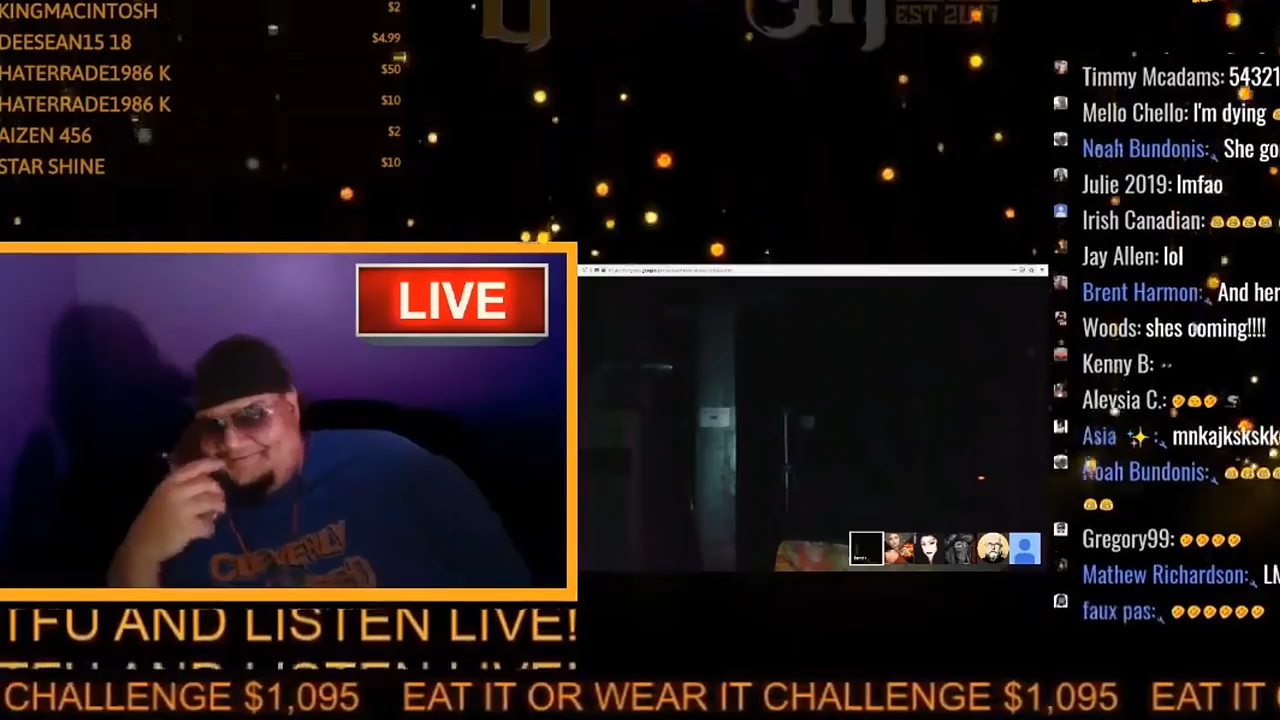 KINGMACINTOSH $2
DEESEAN15 18 $4.99
HATERRADE1986 K $50
HATERRADE1986 K $10
AIZEN 456 $2
STAR SHINE $10
EST 2017
LIVE
Timmy Mcadams: 54321
Mello Chello: I'm dying
Noah Bundonis: She go
Julie 2019: lmfao
Irish Canadian:
Jay Allen: lol
Brent Harmon: And her
Woods: shes coming!!!!
Kenny B:
Aleysia C.:
Asia ✨: mnkajkskskk
Noah Bundonis:
Gregory99:
Mathew Richardson: LM
faux pas:
TFU AND LISTEN LIVE!
CHALLENGE $1,095 EAT IT OR WEAR IT CHALLENGE $1,095 EAT IT